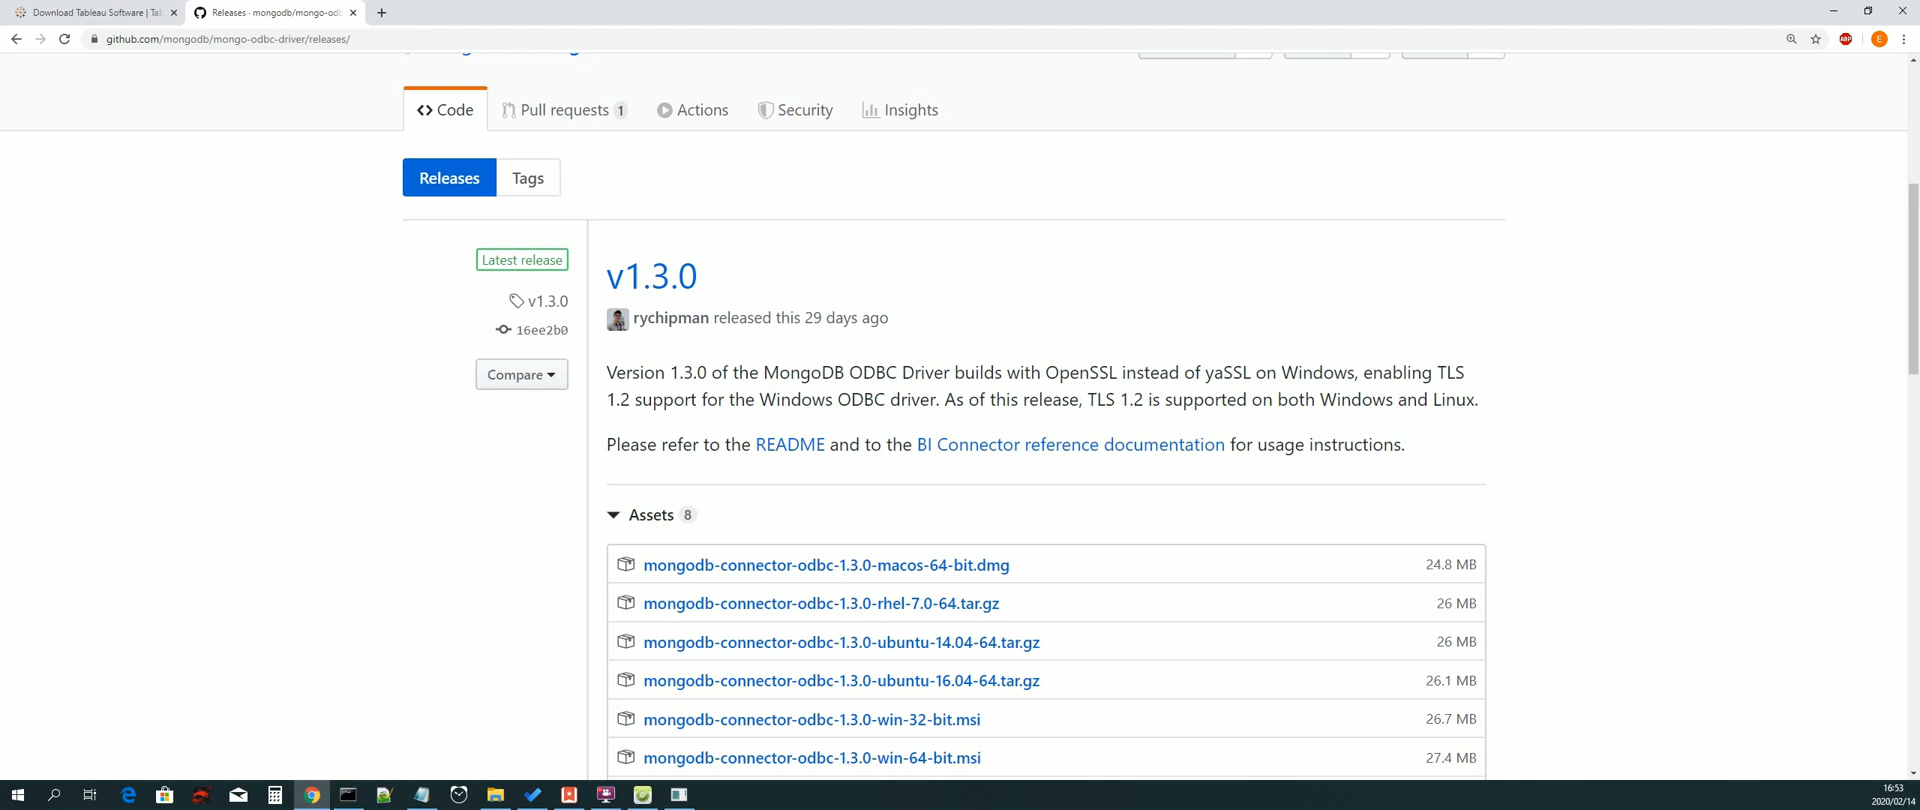 Download Tableau Software | Tab
Releases · mongodb/mongo-odb
github.com/mongodb/mongo-odbc-driver/releases/
ABP
E
Code
Pull requests 1
Actions
Security
Insights
Releases
Tags
Latest release
v1.3.0
16ee2b0
Compare
v1.3.0
rychipman released this 29 days ago
Version 1.3.0 of the MongoDB ODBC Driver builds with OpenSSL instead of yaSSL on Windows, enabling TLS
1.2 support for the Windows ODBC driver. As of this release, TLS 1.2 is supported on both Windows and Linux.
Please refer to the README and to the BI Connector reference documentation for usage instructions.
Assets 8
mongodb-connector-odbc-1.3.0-macos-64-bit.dmg 24.8 MB
mongodb-connector-odbc-1.3.0-rhel-7.0-64.tar.gz 26 MB
mongodb-connector-odbc-1.3.0-ubuntu-14.04-64.tar.gz 26 MB
mongodb-connector-odbc-1.3.0-ubuntu-16.04-64.tar.gz 26.1 MB
mongodb-connector-odbc-1.3.0-win-32-bit.msi 26.7 MB
mongodb-connector-odbc-1.3.0-win-64-bit.msi 27.4 MB
16:53
2020/02/14